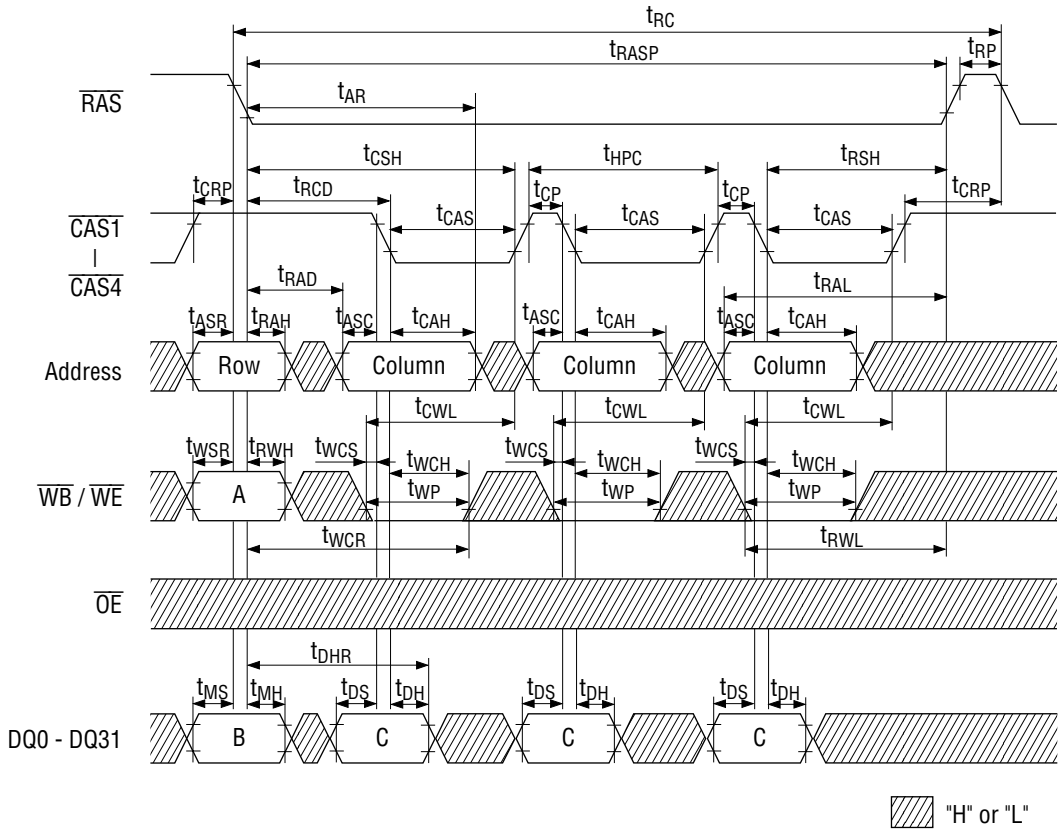 tRC
tRASP
tRP
RAS
tAR
tCSH
tHPC
tRSH
tCRP
tRCD
tCP
tCP
tCRP
CAS1
|
CAS4
tCAS
tCAS
tCAS
tRAD
tRAL
tASR
tRAH
tASC
tCAH
tASC
tCAH
tASC
tCAH
Address
Row
Column
Column
Column
tCWL
tCWL
tCWL
tWSR
tRWH
tWCS
tWCH
tWCS
tWCH
tWCS
tWCH
WB / WE
A
tWP
tWP
tWP
tWCR
tRWL
OE
tDHR
tMS
tMH
tDS
tDH
tDS
tDH
tDS
tDH
DQ0 - DQ31
B
C
C
C
"H" or "L"